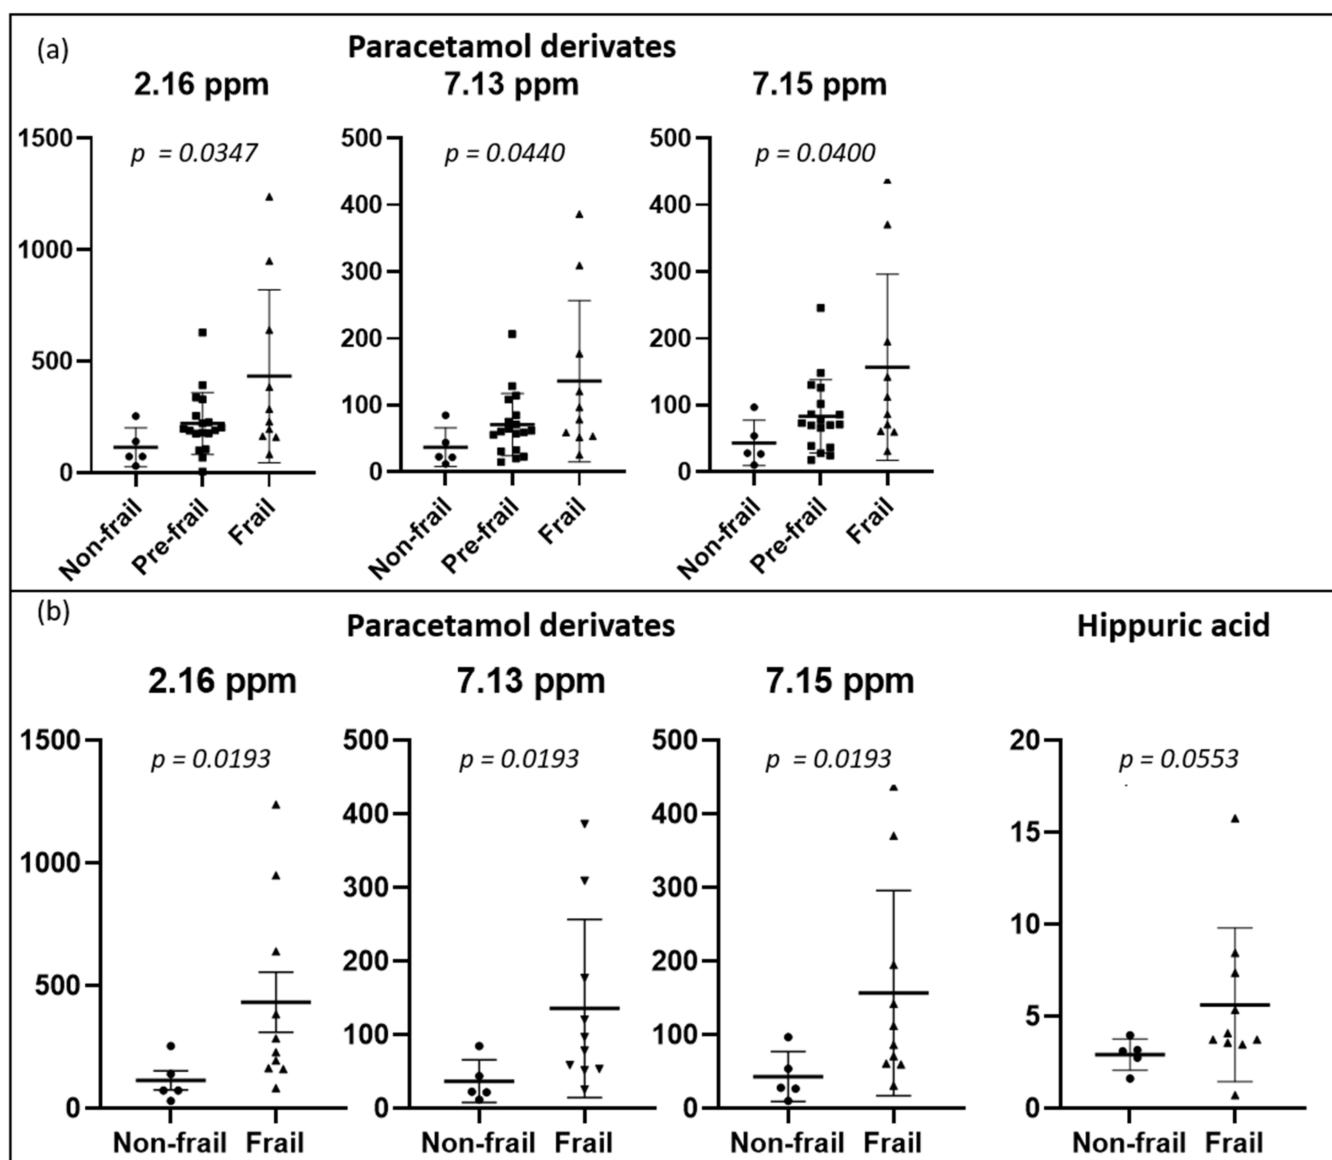 (a)
Paracetamol derivates
2.16 ppm 7.13 ppm 7.15 ppm
p = 0.0347 p = 0.0440 p = 0.0400
1500
1000
500
0
500
400
300
200
100
0
500
400
300
200
100
0
Non-frail Pre-frail Frail
Non-frail Pre-frail Frail
Non-frail Pre-frail Frail
(b)
Paracetamol derivates
Hippuric acid
2.16 ppm 7.13 ppm 7.15 ppm
p = 0.0193 p = 0.0193 p = 0.0193 p = 0.0553
1500
1000
500
0
500
400
300
200
100
0
500
400
300
200
100
0
20
15
10
5
0
Non-frail Frail
Non-frail Frail
Non-frail Frail
Non-frail Frail